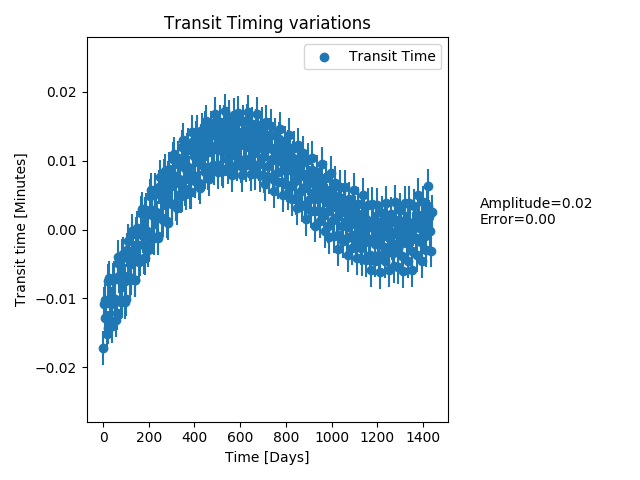 Transit Timing variations
Transit Time
0.02
0.01
0.00
−0.01
−0.02
Transit time [Minutes]
0 200 400 600 800 1000 1200 1400
Time [Days]
Amplitude=0.02
Error=0.00